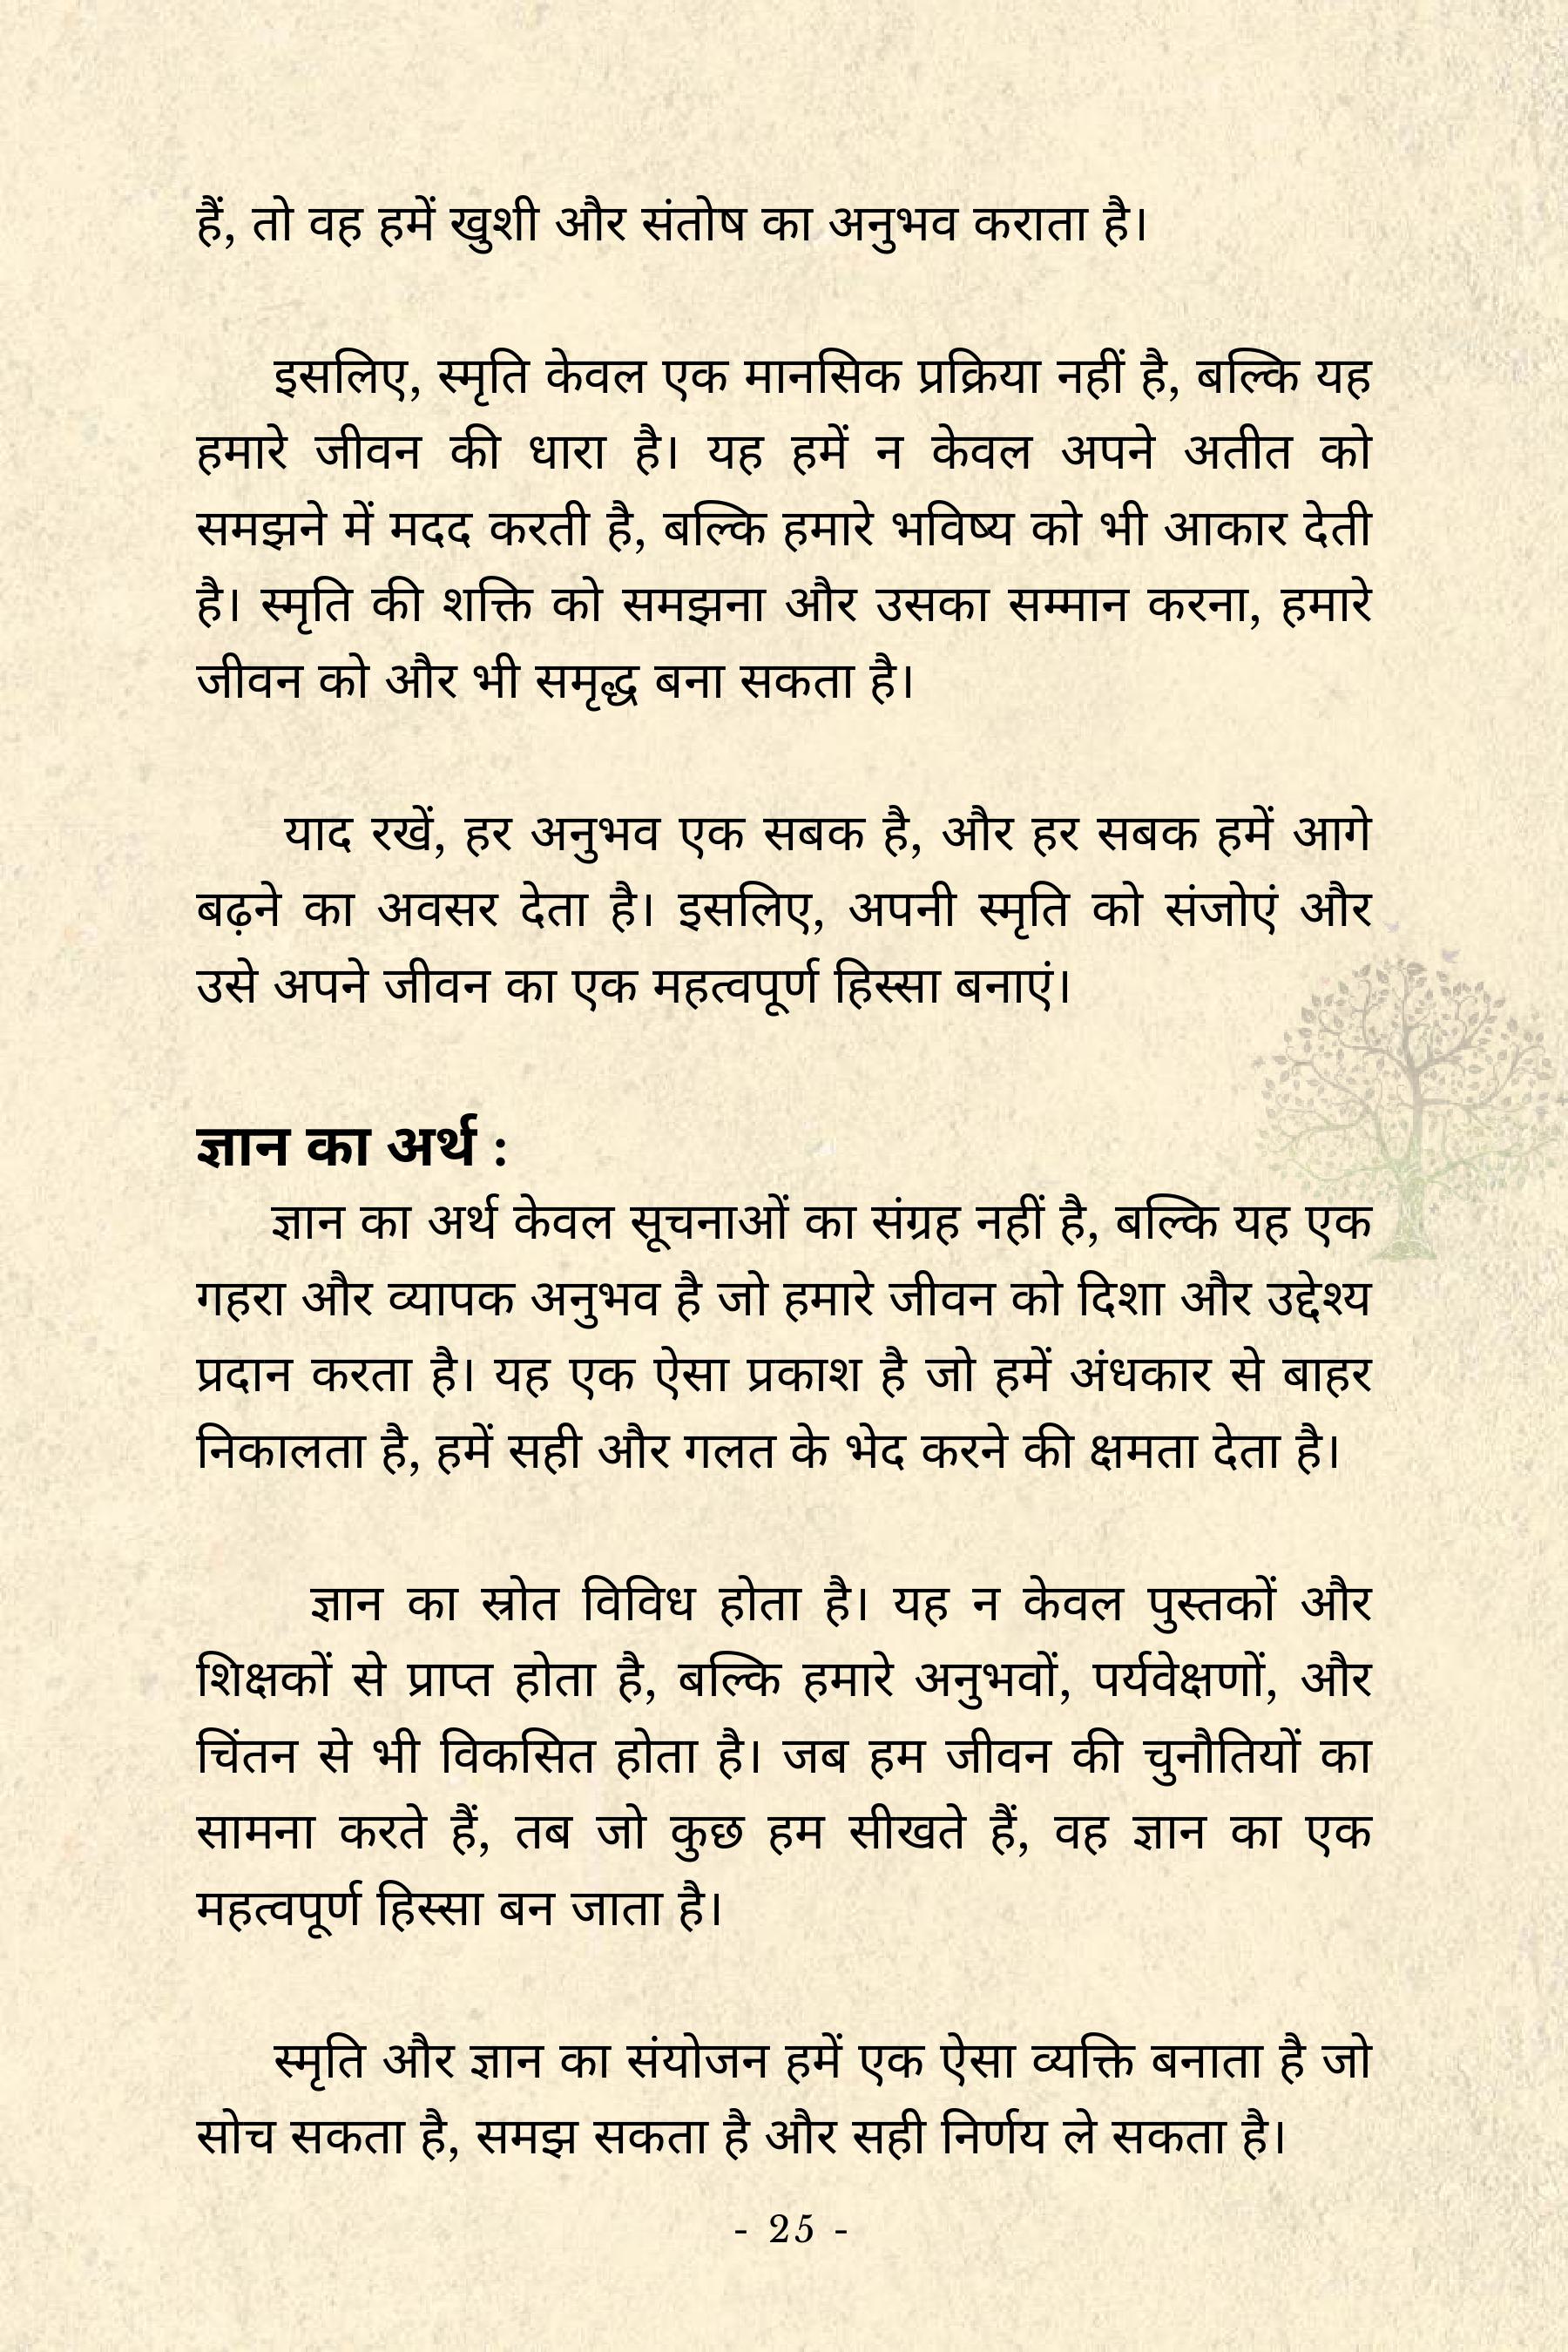 हैं, तो वह हमें खुशी और संतोष का अनुभव कराता है।
इसलिए, स्मृति केवल एक मानसिक प्रक्रिया नहीं है, बल्कि यह
हमारे जीवन की धारा है। यह हमें न केवल अपने अतीत को
समझने में मदद करती है, बल्कि हमारे भविष्य को भी आकार देती
है। स्मृति की शक्ति को समझना और उसका सम्मान करना, हमारे
जीवन को और भी समृद्ध बना सकता है।
याद रखें, हर अनुभव एक सबक है, और हर सबक हमें आगे
बढ़ने का अवसर देता है। इसलिए, अपनी स्मृति को संजोएं और
उसे अपने जीवन का एक महत्वपूर्ण हिस्सा बनाएं।
ज्ञान का अर्थ :
ज्ञान का अर्थ केवल सूचनाओं का संग्रह नहीं है, बल्कि यह एक
गहरा और व्यापक अनुभव है जो हमारे जीवन को दिशा और उद्देश्य
प्रदान करता है। यह एक ऐसा प्रकाश है जो हमें अंधकार से बाहर
निकालता है, हमें सही और गलत के भेद करने की क्षमता देता है।
ज्ञान का स्रोत विविध होता है। यह न केवल पुस्तकों और
शिक्षकों से प्राप्त होता है, बल्कि हमारे अनुभवों, पर्यवेक्षणों, और
चिंतन से भी विकसित होता है। जब हम जीवन की चुनौतियों का
सामना करते हैं, तब जो कुछ हम सीखते हैं, वह ज्ञान का एक
महत्वपूर्ण हिस्सा बन जाता है।
स्मृति और ज्ञान का संयोजन हमें एक ऐसा व्यक्ति बनाता है जो
सोच सकता है, समझ सकता है और सही निर्णय ले सकता है।
- 25 -